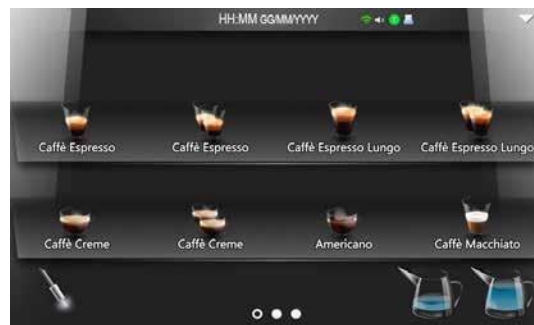 HH:MM GG/MM/YYYY
Caffè Espresso Caffè Espresso Caffè Espresso Lungo Caffè Espresso Lungo
Caffè Creme Caffè Creme Americano Caffè Macchiato